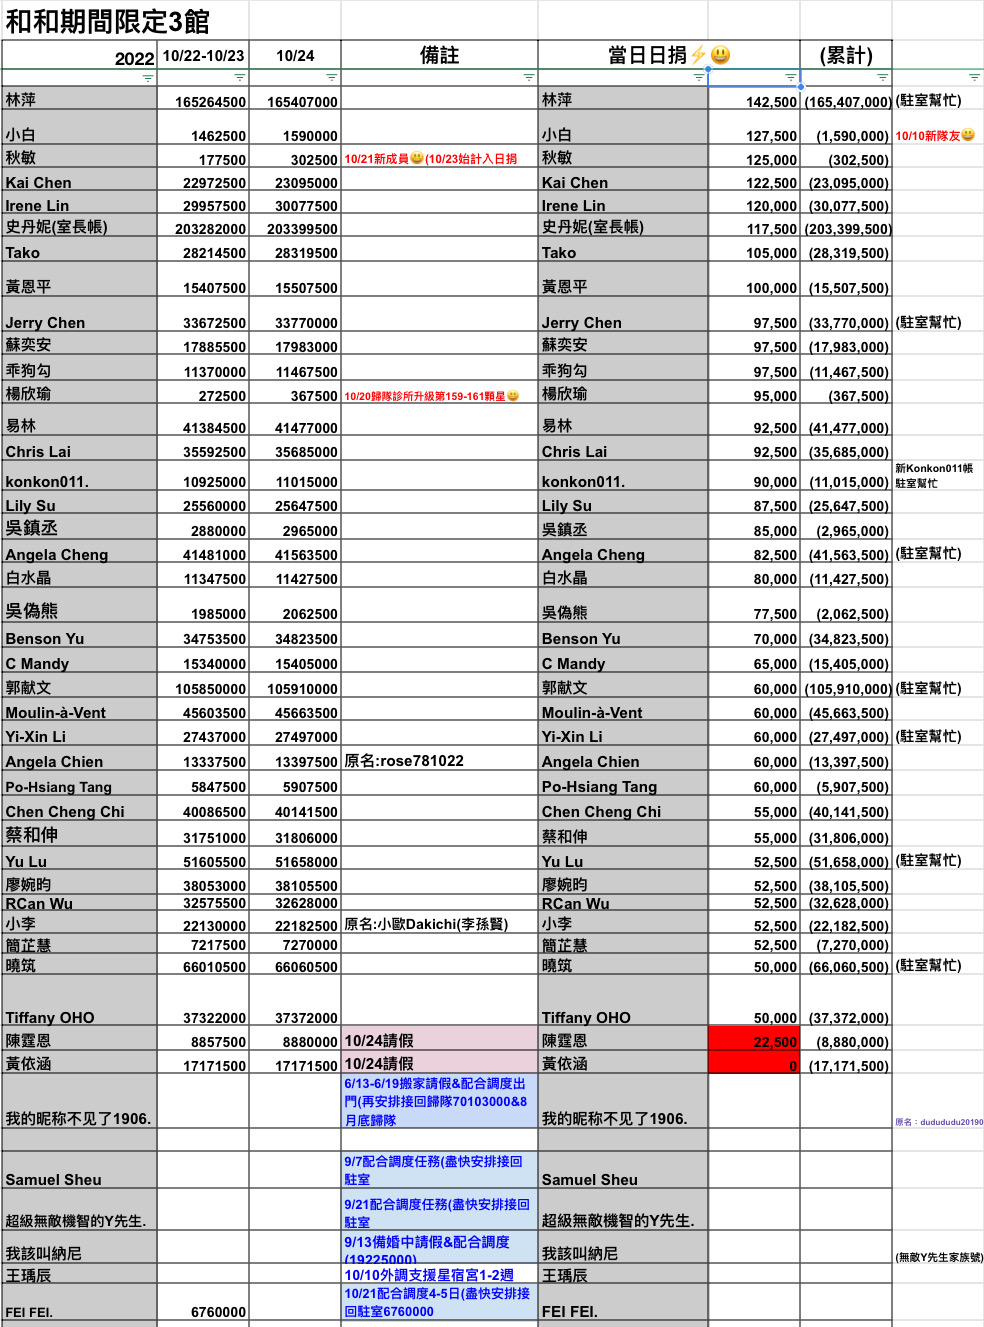 和和期間限定3館
2022 10/22-10/23 10/24 備註 當日日捐⚡😃 (累計)
林萍 165264500 165407000 林萍 142,500 (165,407,000) (駐室幫忙)
小白 1462500 1590000 小白 127,500 (1,590,000) 10/10新隊友😃
秋敏 177500 302500 10/21新成員😃(10/23始計入日捐 秋敏 125,000 (302,500)
Kai Chen 22972500 23095000 Kai Chen 122,500 (23,095,000)
Irene Lin 29957500 30077500 Irene Lin 120,000 (30,077,500)
史丹妮(室長帳) 203282000 203399500 史丹妮(室長帳) 117,500 (203,399,500)
Tako 28214500 28319500 Tako 105,000 (28,319,500)
黃恩平 15407500 15507500 黃恩平 100,000 (15,507,500)
Jerry Chen 33672500 33770000 Jerry Chen 97,500 (33,770,000) (駐室幫忙)
蘇奕安 17885500 17983000 蘇奕安 97,500 (17,983,000)
乖狗勾 11370000 11467500 乖狗勾 97,500 (11,467,500)
楊欣瑜 272500 367500 10/20歸隊診所升級第159-161顆星😃 楊欣瑜 95,000 (367,500)
易林 41384500 41477000 易林 92,500 (41,477,000)
Chris Lai 35592500 35685000 Chris Lai 92,500 (35,685,000)
konkon011. 10925000 11015000 konkon011. 90,000 (11,015,000) 新Konkon011帳
駐室幫忙
Lily Su 25560000 25647500 Lily Su 87,500 (25,647,500)
吳鎮丞 2880000 2965000 吳鎮丞 85,000 (2,965,000)
Angela Cheng 41481000 41563500 Angela Cheng 82,500 (41,563,500) (駐室幫忙)
白水晶 11347500 11427500 白水晶 80,000 (11,427,500)
吳偽熊 1985000 2062500 吳偽熊 77,500 (2,062,500)
Benson Yu 34753500 34823500 Benson Yu 70,000 (34,823,500)
C Mandy 15340000 15405000 C Mandy 65,000 (15,405,000)
郭献文 105850000 105910000 郭献文 60,000 (105,910,000) (駐室幫忙)
Moulin-à-Vent 45603500 45663500 Moulin-à-Vent 60,000 (45,663,500)
Yi-Xin Li 27437000 27497000 Yi-Xin Li 60,000 (27,497,000) (駐室幫忙)
Angela Chien 13337500 13397500 原名:rose781022 Angela Chien 60,000 (13,397,500)
Po-Hsiang Tang 5847500 5907500 Po-Hsiang Tang 60,000 (5,907,500)
Chen Cheng Chi 40086500 40141500 Chen Cheng Chi 55,000 (40,141,500)
蔡和伸 31751000 31806000 蔡和伸 55,000 (31,806,000)
Yu Lu 51605500 51658000 Yu Lu 52,500 (51,658,000) (駐室幫忙)
廖婉昀 38053000 38105500 廖婉昀 52,500 (38,105,500)
RCan Wu 32575500 32628000 RCan Wu 52,500 (32,628,000)
小李 22130000 22182500 原名:小歐Dakichi(李孫賢) 小李 52,500 (22,182,500)
簡芷慧 7217500 7270000 簡芷慧 52,500 (7,270,000)
曉筑 66010500 66060500 曉筑 50,000 (66,060,500) (駐室幫忙)
Tiffany OHO 37322000 37372000 Tiffany OHO 50,000 (37,372,000)
陳霆恩 8857500 8880000 10/24請假 陳霆恩 22,500 (8,880,000)
黃依涵 17171500 17171500 10/24請假 黃依涵 0 (17,171,500)
6/13-6/19搬家請假&配合調度出
門(再安排接回歸隊70103000&8
我的昵称不见了1906. 月底歸隊 我的昵称不见了1906. 原名：dudududu20190
9/7配合調度任務(盡快安排接回
Samuel Sheu 駐室 Samuel Sheu
9/21配合調度任務(盡快安排接回
超級無敵機智的Y先生. 駐室 超級無敵機智的Y先生.
9/13備婚中請假&配合調度
我該叫納尼 (19225000) 我該叫納尼 (無敵Y先生家族號)
王瑀辰 10/10外調支援星宿宮1-2週 王瑀辰
10/21配合調度4-5日(盡快安排接
FEI FEI. 6760000 回駐室6760000 FEI FEI.